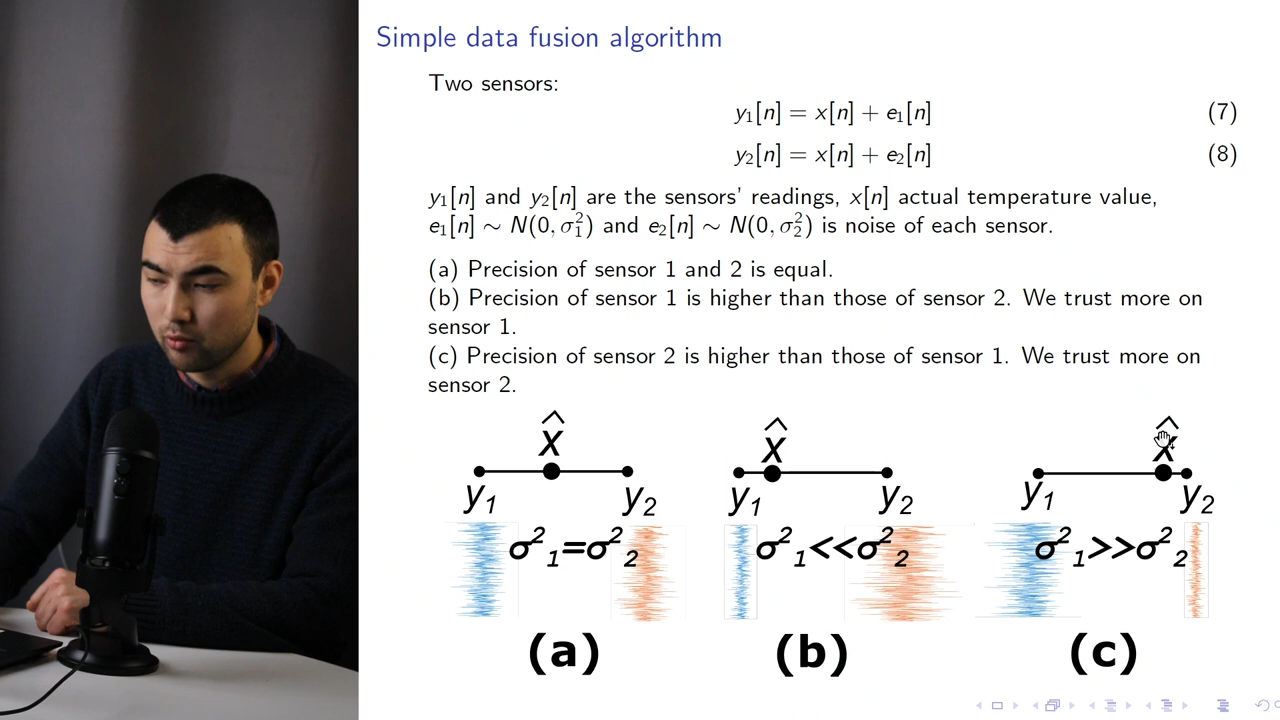 Simple data fusion algorithm
Two sensors:
y₁[n] = x[n] + e₁[n] (7)
y₂[n] = x[n] + e₂[n] (8)
y₁[n] and y₂[n] are the sensors' readings, x[n] actual temperature value,
e₁[n] ∼ N(0, σ₁²) and e₂[n] ∼ N(0, σ₂²) is noise of each sensor.
(a) Precision of sensor 1 and 2 is equal.
(b) Precision of sensor 1 is higher than those of sensor 2. We trust more on
sensor 1.
(c) Precision of sensor 2 is higher than those of sensor 1. We trust more on
sensor 2.
x̂ x̂ x̂
y₁ y₂ y₁ y₂ y₁ y₂
σ²₁=σ²₂ σ²₁<<σ²₂ σ²₁>>σ²₂
(a) (b) (c)